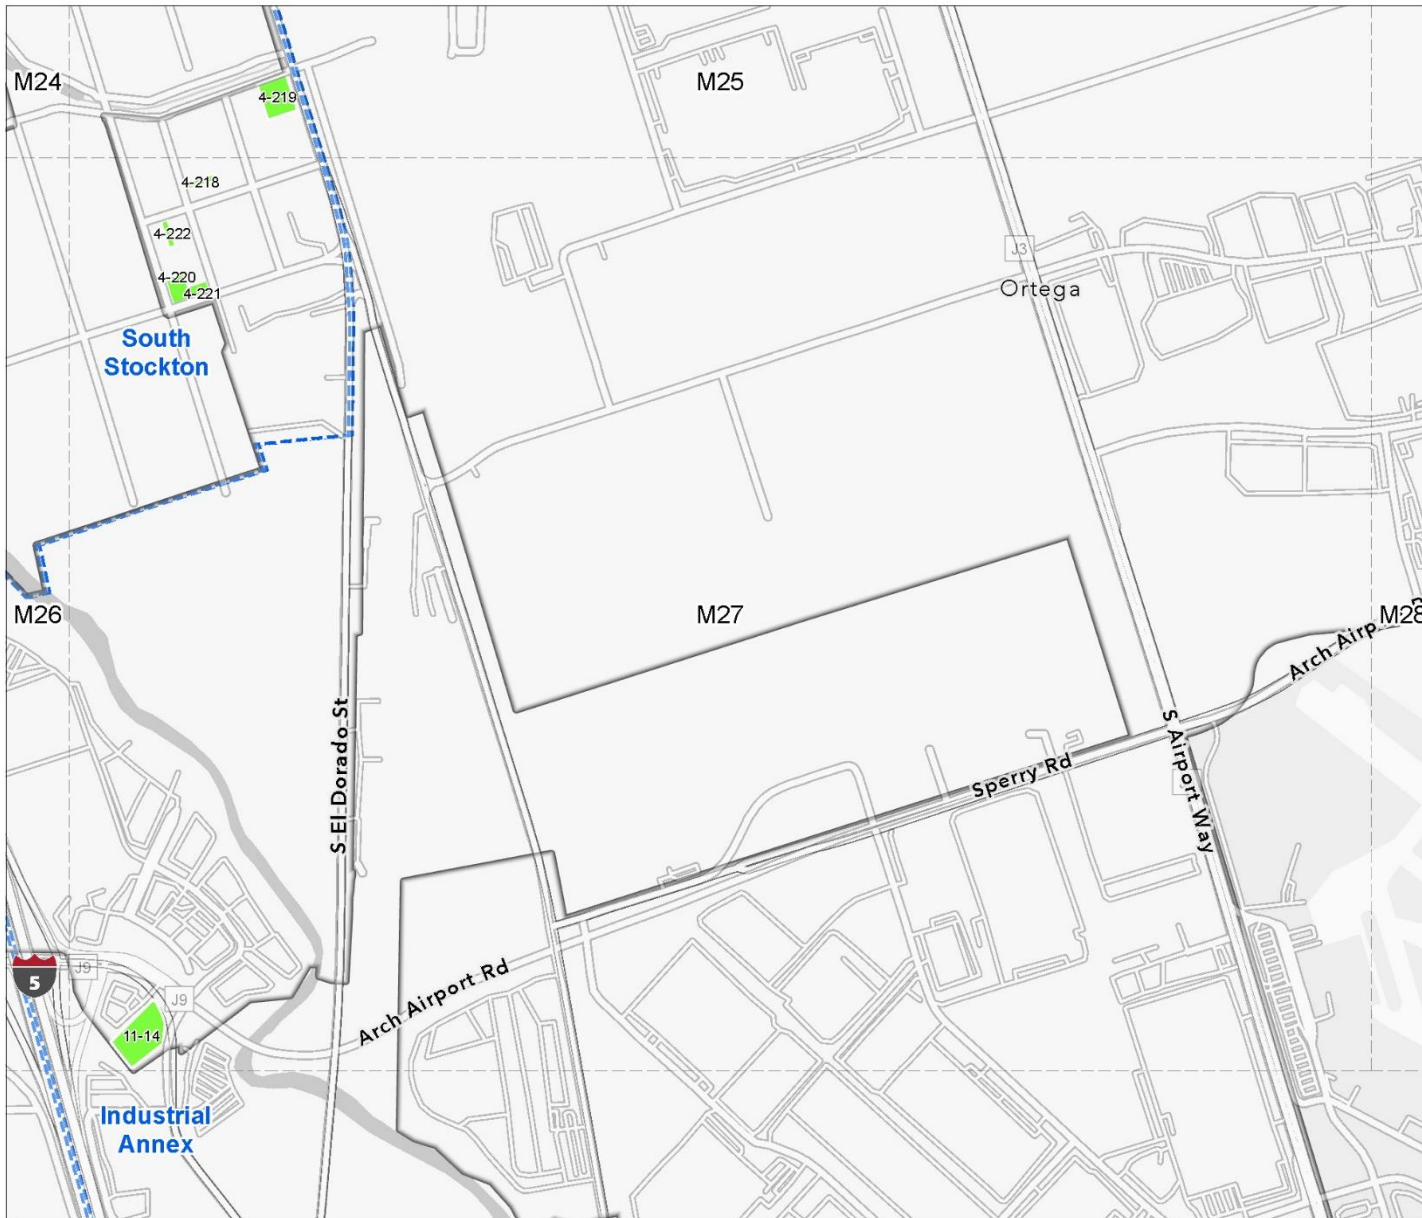 M24
M25
4-219
4-218
4-222
4-220
4-221
J3
Ortega
South
Stockton
M26
M27
M28
Arch Airp
S El Dorado St
S Airport Way
Sperry Rd
5
J9
J9
Arch Airport Rd
11-14
Industrial
Annex